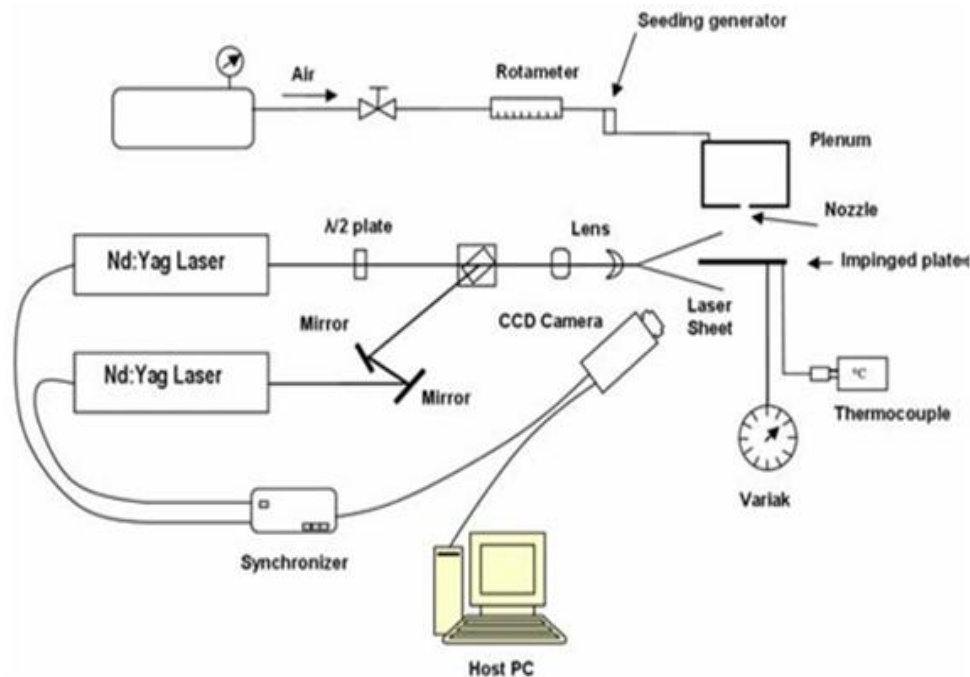 Seeding generator
Air
Rotameter
Plenum
Nozzle
λ/2 plate
Lens
Nd:Yag Laser
Impinged plate
Mirror
CCD Camera
Laser
Sheet
Nd:Yag Laser
Mirror
°C
Thermocouple
Variak
Synchronizer
Host PC